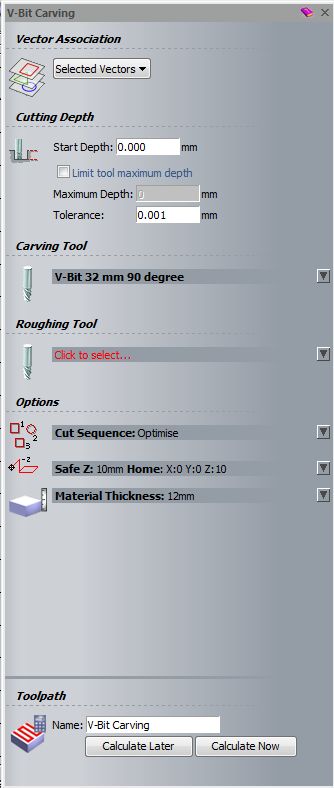 V-Bit Carving
Vector Association
Selected Vectors
Cutting Depth
Start Depth: 0.000 mm
Limit tool maximum depth
Maximum Depth: 0 mm
Tolerance: 0.001 mm
Carving Tool
V-Bit 32 mm 90 degree
Roughing Tool
Click to select...
Options
1 2 3
Cut Sequence: Optimise
-z
Safe Z: 10mm Home: X:0 Y:0 Z:10
Material Thickness: 12mm
Toolpath
Name: V-Bit Carving
Calculate Later Calculate Now